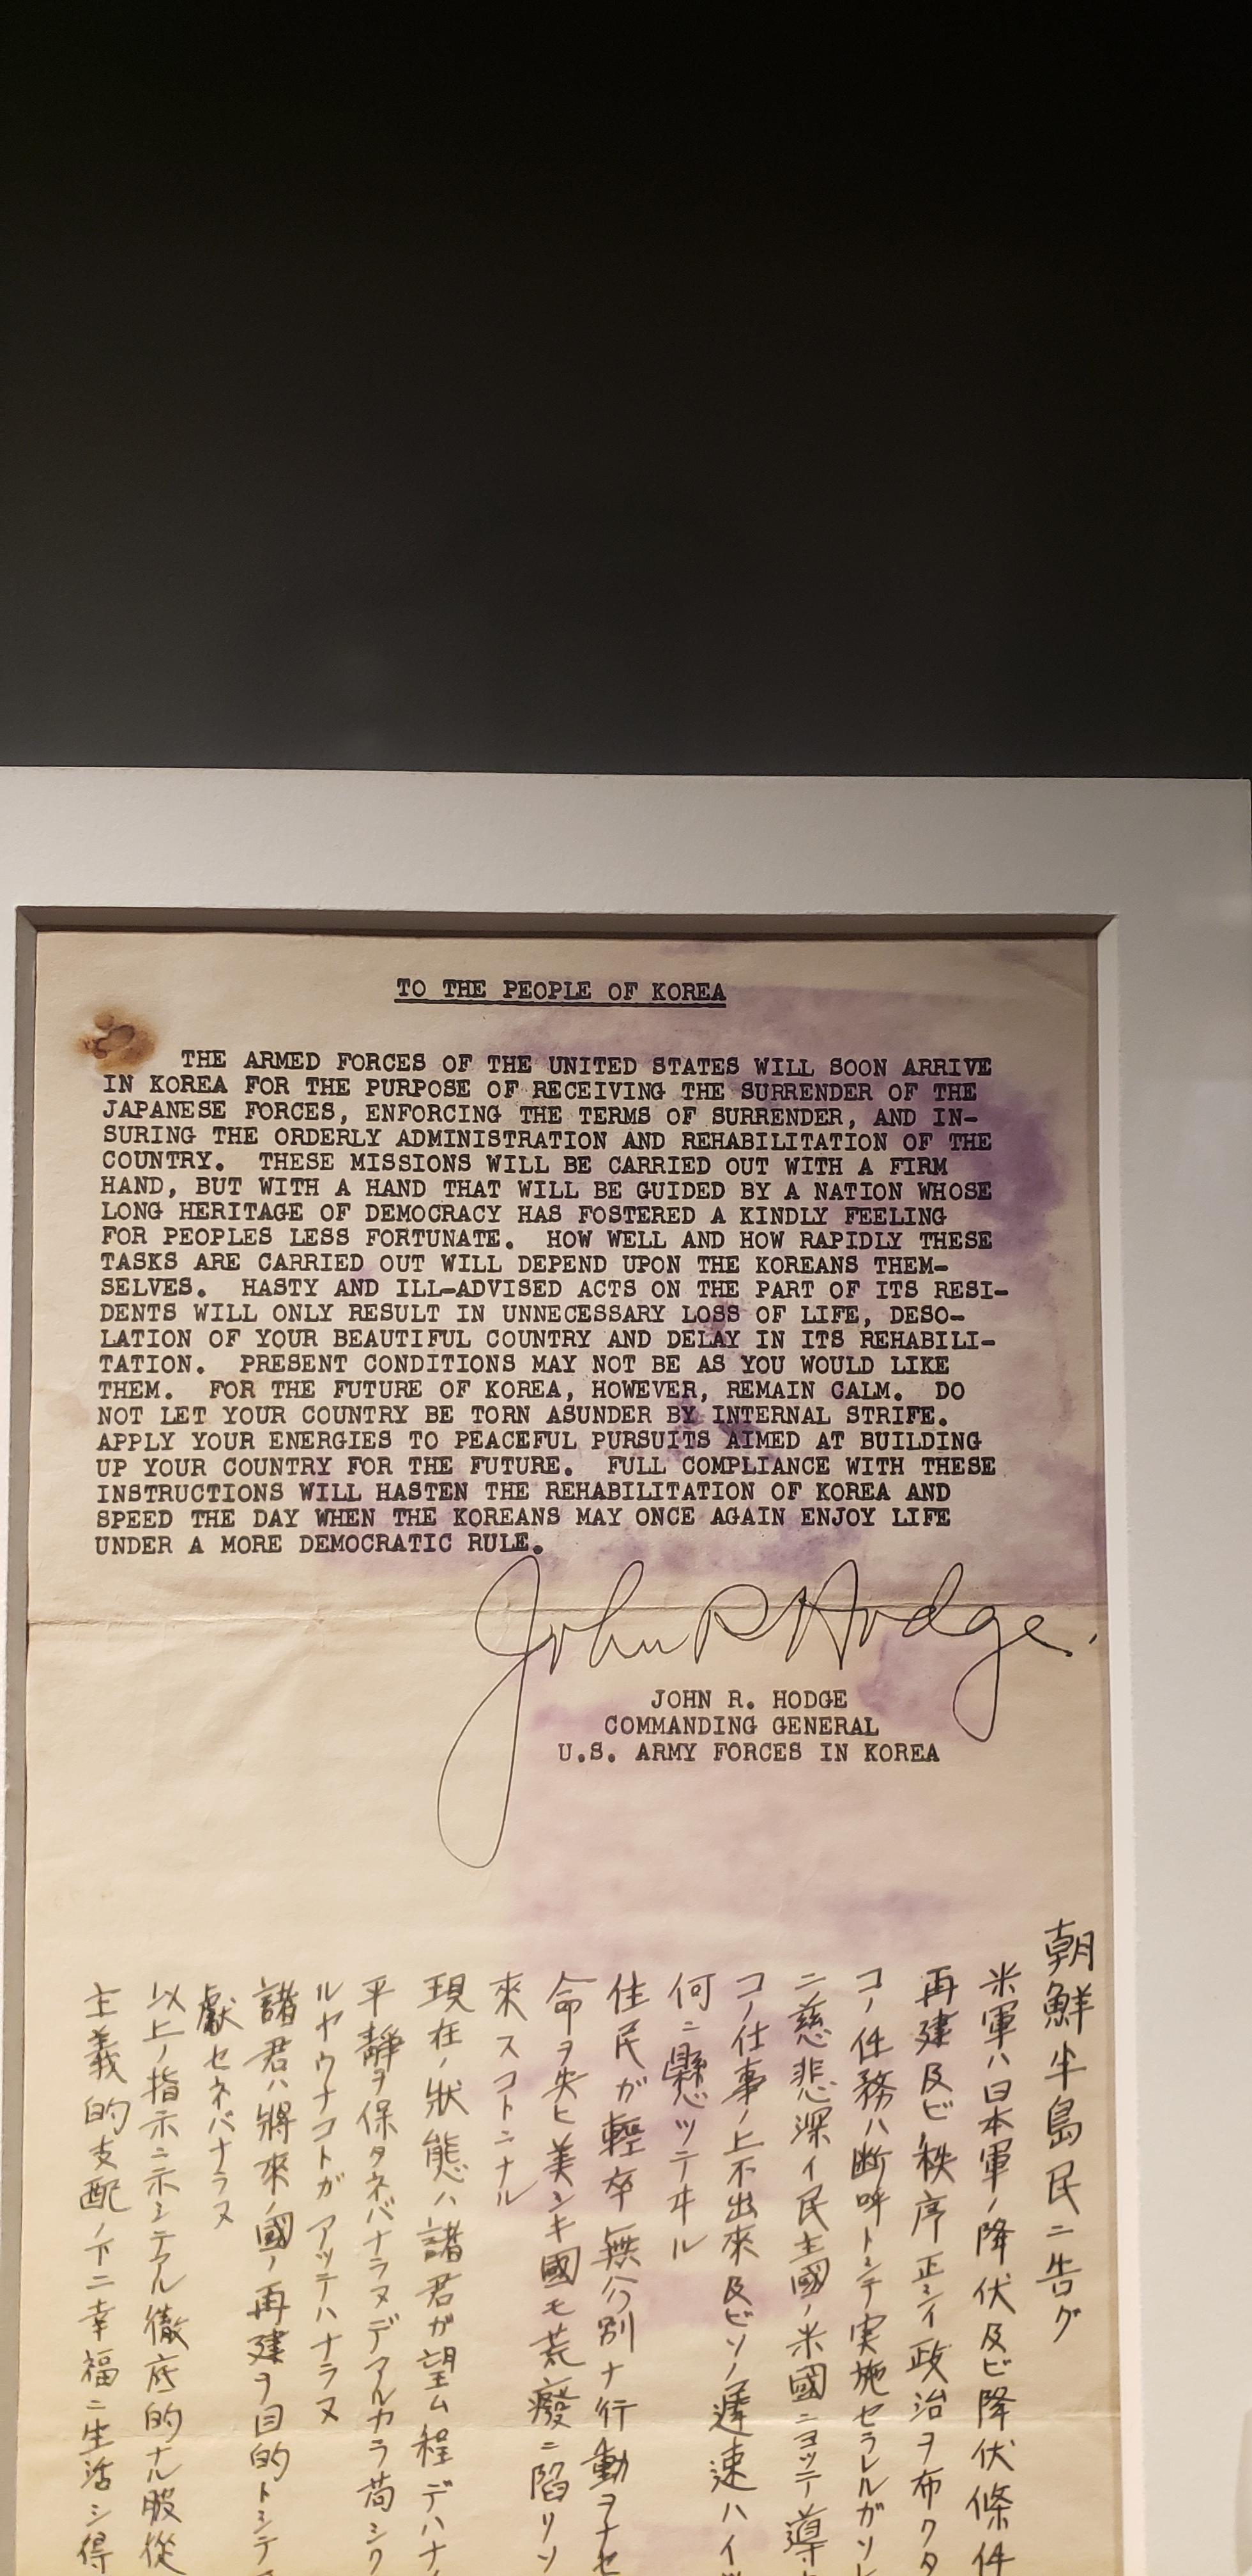 TO THE PEOPLE OF KOREA
THE ARMED FORCES OF THE UNITED STATES WILL SOON ARRIVE
IN KOREA FOR THE PURPOSE OF RECEIVING THE SURRENDER OF THE
JAPANESE FORCES, ENFORCING THE TERMS OF SURRENDER, AND IN-
SURING THE ORDERLY ADMINISTRATION AND REHABILITATION OF THE
COUNTRY. THESE MISSIONS WILL BE CARRIED OUT WITH A FIRM
HAND, BUT WITH A HAND THAT WILL BE GUIDED BY A NATION WHOSE
LONG HERITAGE OF DEMOCRACY HAS FOSTERED A KINDLY FEELING
FOR PEOPLES LESS FORTUNATE. HOW WELL AND HOW RAPIDLY THESE
TASKS ARE CARRIED OUT WILL DEPEND UPON THE KOREANS THEM-
SELVES. HASTY AND ILL-ADVISED ACTS ON THE PART OF ITS RESI-
DENTS WILL ONLY RESULT IN UNNECESSARY LOSS OF LIFE, DESO-
LATION OF YOUR BEAUTIFUL COUNTRY AND DELAY IN ITS REHABILI-
TATION. PRESENT CONDITIONS MAY NOT BE AS YOU WOULD LIKE
THEM. FOR THE FUTURE OF KOREA, HOWEVER, REMAIN CALM. DO
NOT LET YOUR COUNTRY BE TORN ASUNDER BY INTERNAL STRIFE.
APPLY YOUR ENERGIES TO PEACEFUL PURSUITS AIMED AT BUILDING
UP YOUR COUNTRY FOR THE FUTURE. FULL COMPLIANCE WITH THESE
INSTRUCTIONS WILL HASTEN THE REHABILITATION OF KOREA AND
SPEED THE DAY WHEN THE KOREANS MAY ONCE AGAIN ENJOY LIFE
UNDER A MORE DEMOCRATIC RULE.
John R Hodge.
JOHN R. HODGE
COMMANDING GENERAL
U.S. ARMY FORCES IN KOREA
朝鮮半島民ニ告グ
米軍ハ日本軍ノ降伏及ビ降伏條件
再建及ビ秩序正シイ政治ヲ布クタ
コノ任務ハ断呼トシテ実施セラレルガソレ
ニ慈悲深イ民主國ノ米國ニヨッテ導
コノ仕事ノ上不出來及ビソノ遲速ハイ
何ニ懸ツテヰル
住民ガ輕卒無分別ナ行動ヲナセ
命ヲ失ヒ美シキ國モ荒癈ニ陷リソ
來スコトニナル
現在ノ狀態ハ諸君ガ望ム程デハナ
平靜ヲ保タネバナラヌデアルカラ苟シク
ルヤウナコトガアッテハナラヌ
諸君ハ將來ノ國ノ再建ヲ目的トシテ
獻セネバナラヌ
以上ノ指示ニ示シテアル徹底的ナル服從
主義的支配ノ下ニ幸福ニ生活シ得